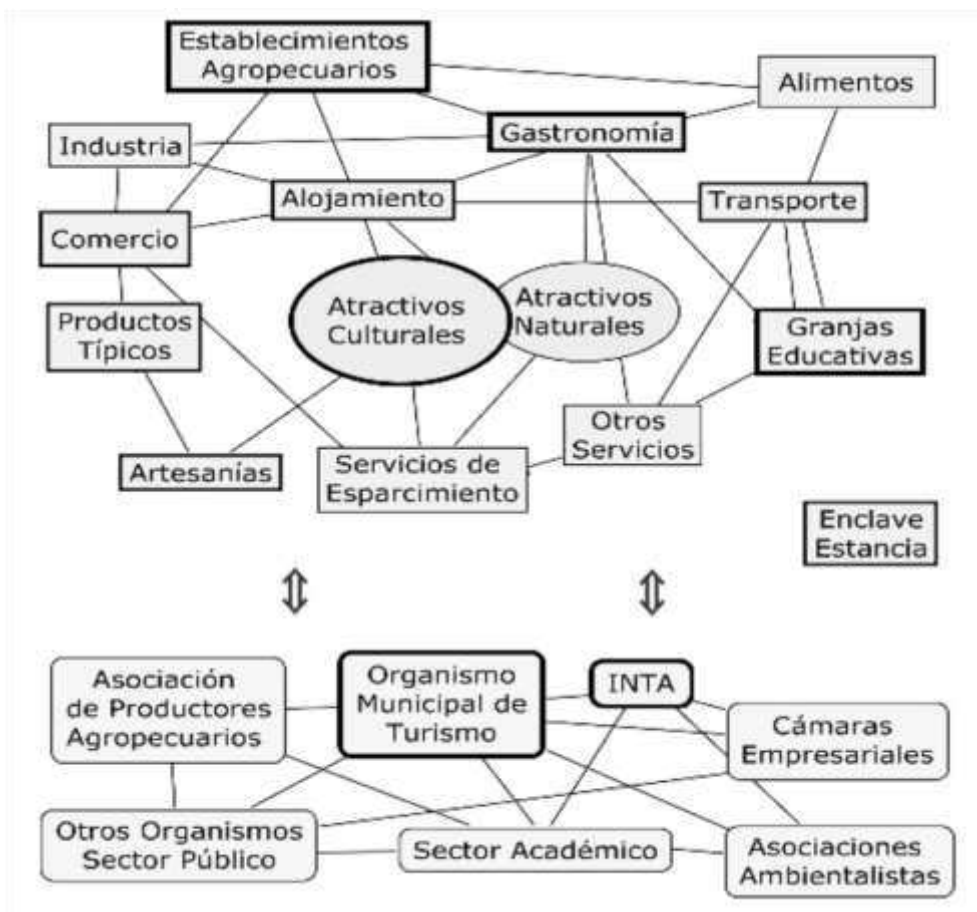 Establecimientos
Agropecuarios
Alimentos
Gastronomía
Industria
Alojamiento
Transporte
Comercio
Atractivos
Culturales
Atractivos
Naturales
Productos
Típicos
Granjas
Educativas
Otros
Servicios
Artesanías
Servicios de
Esparcimiento
Enclave
Estancia
Asociación
de Productores
Agropecuarios
Organismo
Municipal de
Turismo
INTA
Cámaras
Empresariales
Otros Organismos
Sector Público
Sector Académico
Asociaciones
Ambientalistas